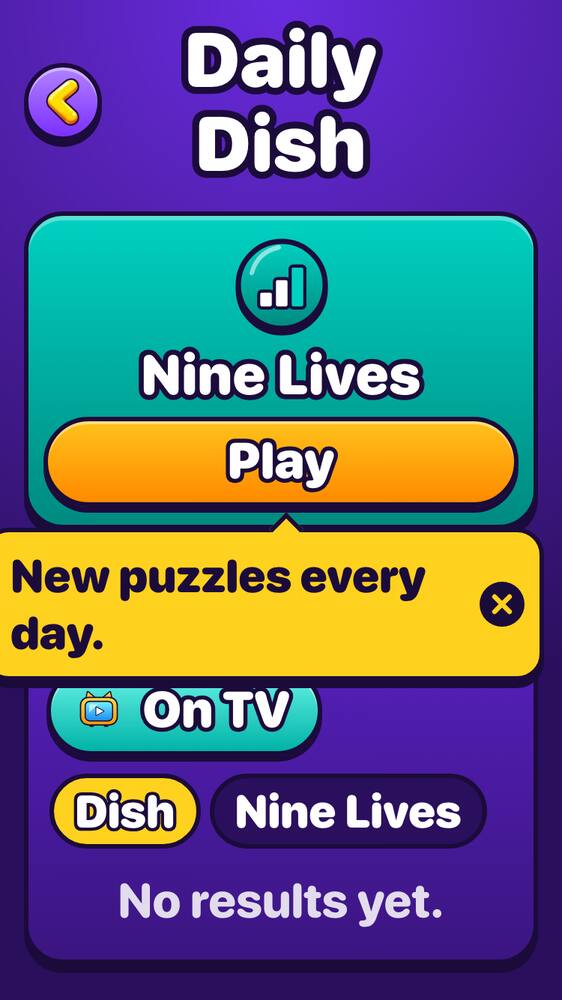 Daily
Dish
Nine Lives
Play
New puzzles every
day.
On TV
Dish
Nine Lives
No results yet.